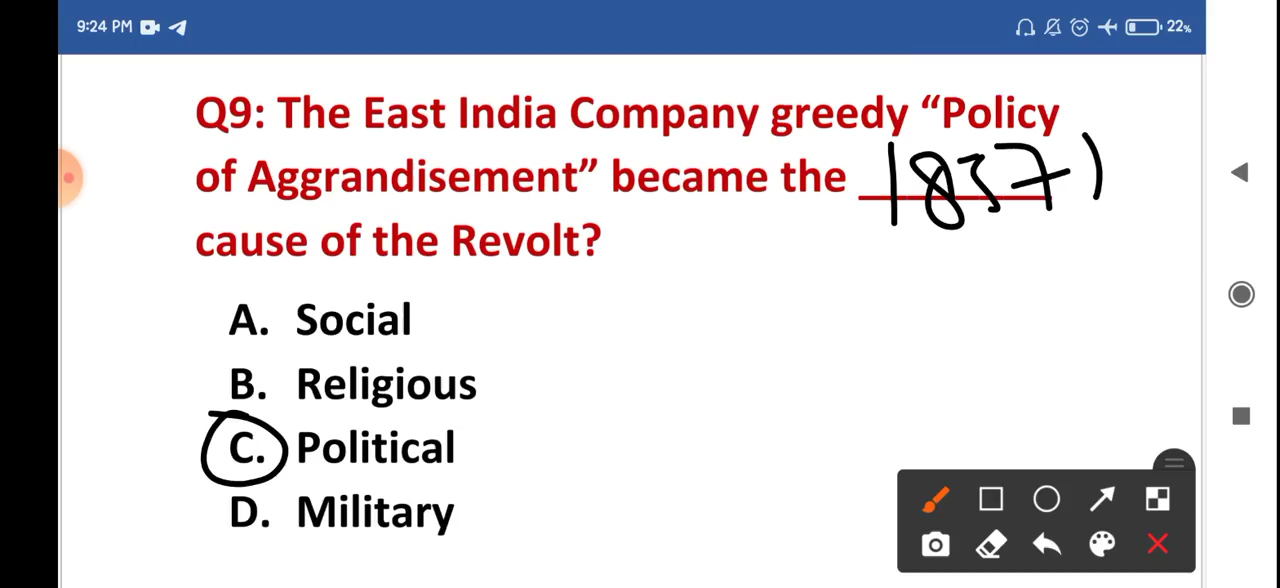 9:24 PM 22%
Q9: The East India Company greedy “Policy
of Aggrandisement” became the ________ 1857)
cause of the Revolt?
A. Social
B. Religious
C. Political
D. Military